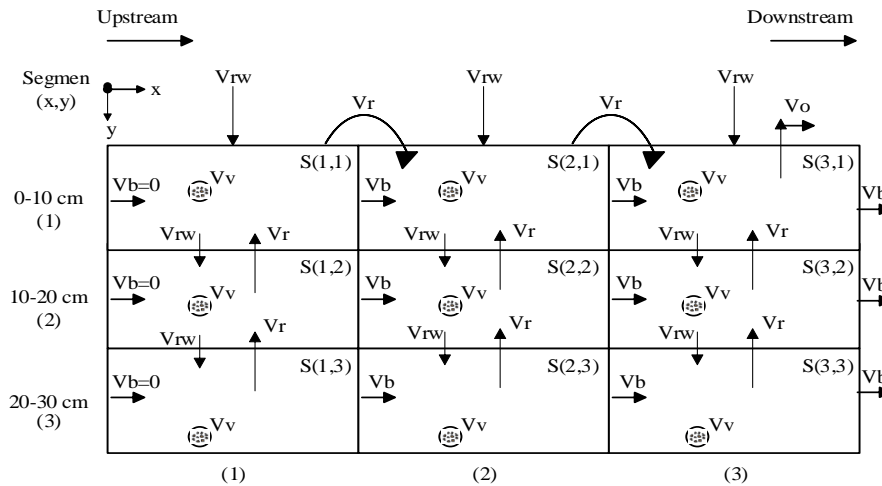 Upstream
Downstream
Segmen
(x,y)
x
y
Vrw
Vr
Vrw
Vr
Vrw
Vo
S(1,1)
S(2,1)
S(3,1)
0-10 cm
(1)
Vb=0
Vv
Vb
Vv
Vb
Vv
Vb
Vrw
Vr
Vrw
Vr
Vrw
Vr
S(1,2)
S(2,2)
S(3,2)
10-20 cm
(2)
Vb=0
Vv
Vb
Vv
Vb
Vv
Vb
Vrw
Vr
Vrw
Vr
Vrw
Vr
S(1,3)
S(2,3)
S(3,3)
20-30 cm
(3)
Vb=0
Vv
Vb
Vv
Vb
Vv
Vb
(1)
(2)
(3)